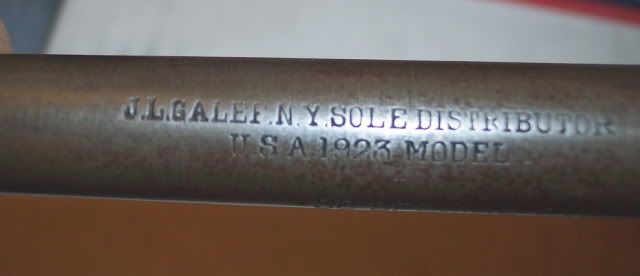 J.L.GALEF.N.Y.SOLE DISTRIBUTOR
U.S.A.1923 MODEL